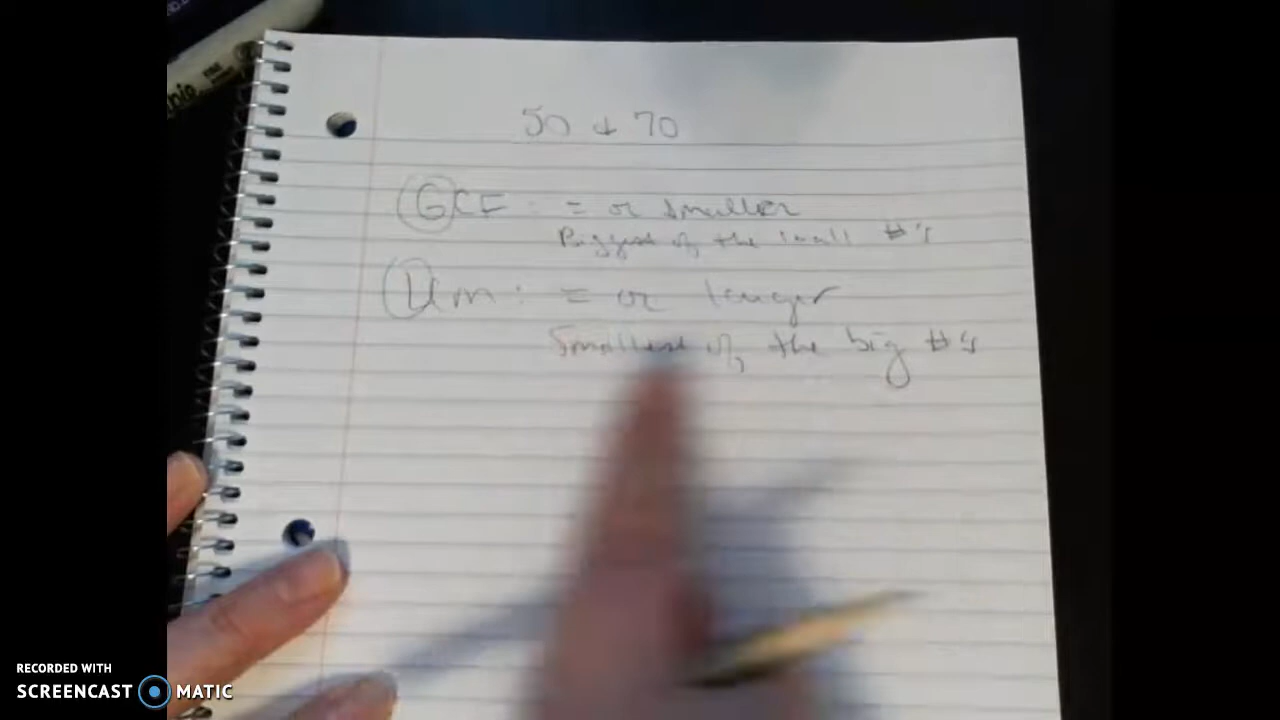 50 & 70
GCF: = or smaller
Biggest of the small #'s
LCM: = or larger
Smallest of the big #'s
RECORDED WITH
SCREENCAST MATIC